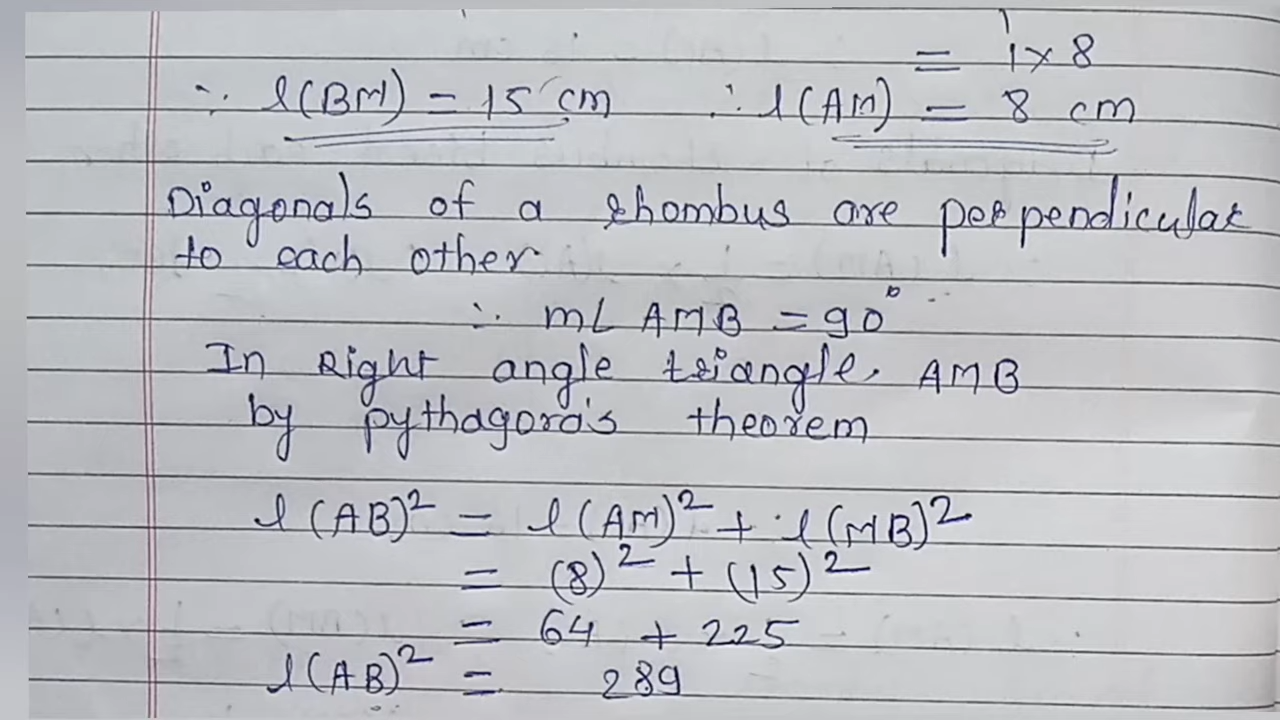 = 1 × 8
∴ l(BM) = 15 cm ∴ l(AM) = 8 cm
Diagonals of a rhombus are perpendicular
to each other
∴ m∠ AMB = 90°
In Right angle triangle, AMB
by pythagora's theorem
l(AB)² = l(AM)² + l(MB)²
= (8)² + (15)²
= 64 + 225
l(AB)² = 289